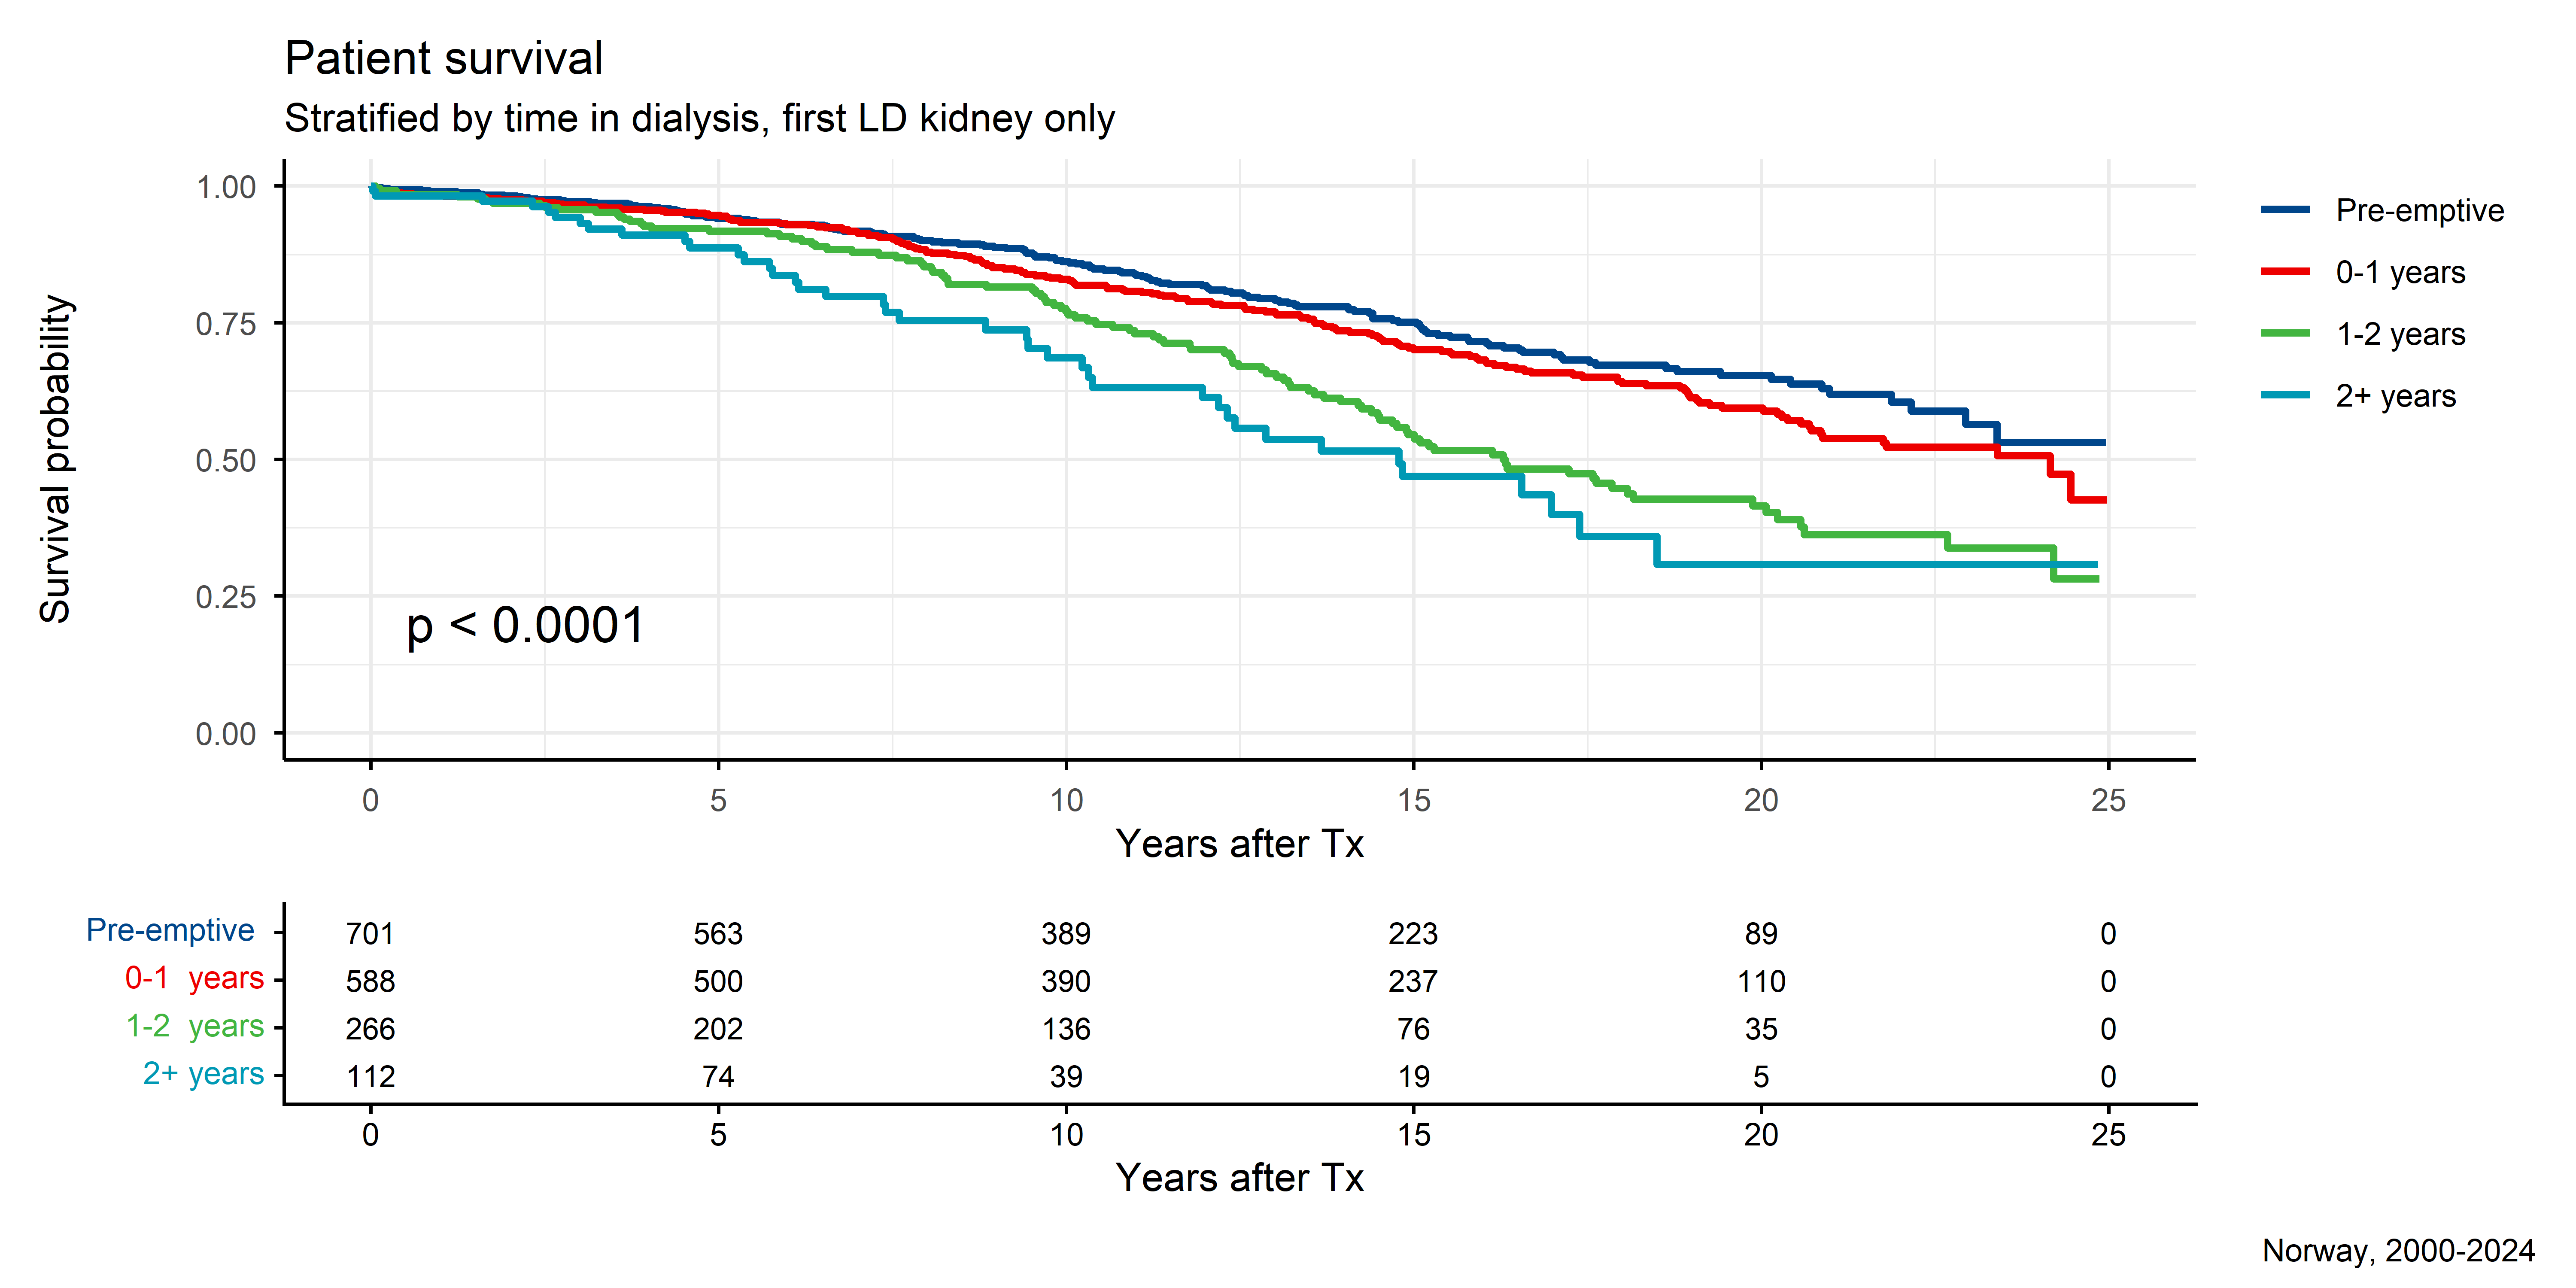 Patient survival
Stratified by time in dialysis, first LD kidney only
Survival probability
1.00
0.75
0.50
0.25
0.00
p < 0.0001
0 5 10 15 20 25
Years after Tx
Pre-emptive
0-1 years
1-2 years
2+ years
Pre-emptive 701 563 389 223 89 0
0-1 years 588 500 390 237 110 0
1-2 years 266 202 136 76 35 0
2+ years 112 74 39 19 5 0
0 5 10 15 20 25
Years after Tx
Norway, 2000-2024